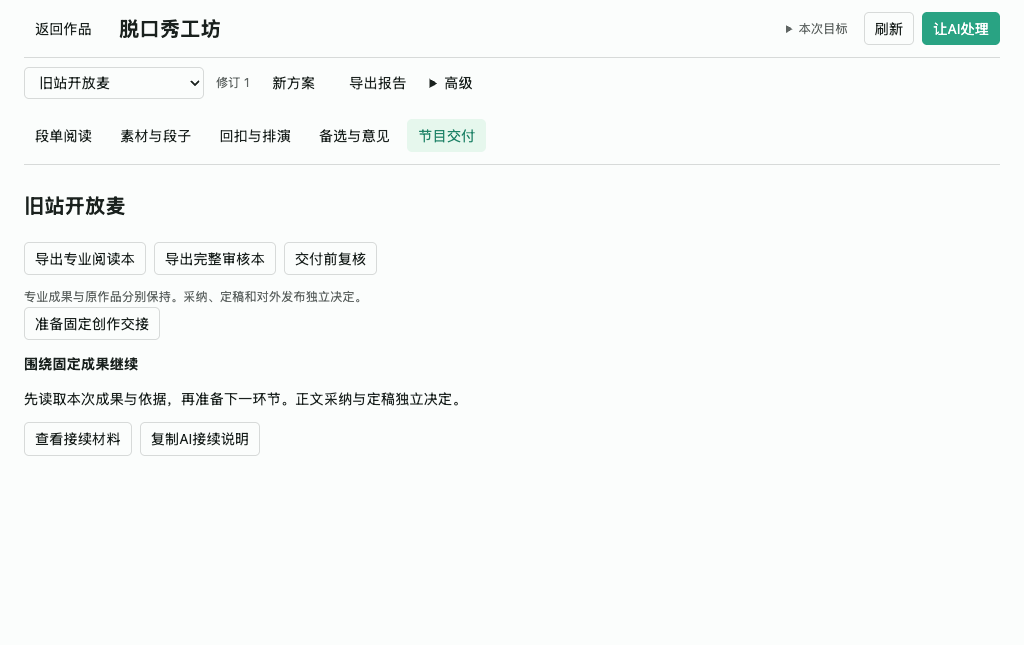 返回作品 脱口秀工坊 ▶ 本次目标 刷新 让AI处理
旧站开放麦 修订 1 新方案 导出报告 ▶ 高级
段单阅读 素材与段子 回扣与排演 备选与意见 节目交付
旧站开放麦
导出专业阅读本 导出完整审核本 交付前复核
专业成果与原作品分别保持。采纳、定稿和对外发布独立决定。
准备固定创作交接
围绕固定成果继续
先读取本次成果与依据，再准备下一环节。正文采纳与定稿独立决定。
查看接续材料 复制AI接续说明